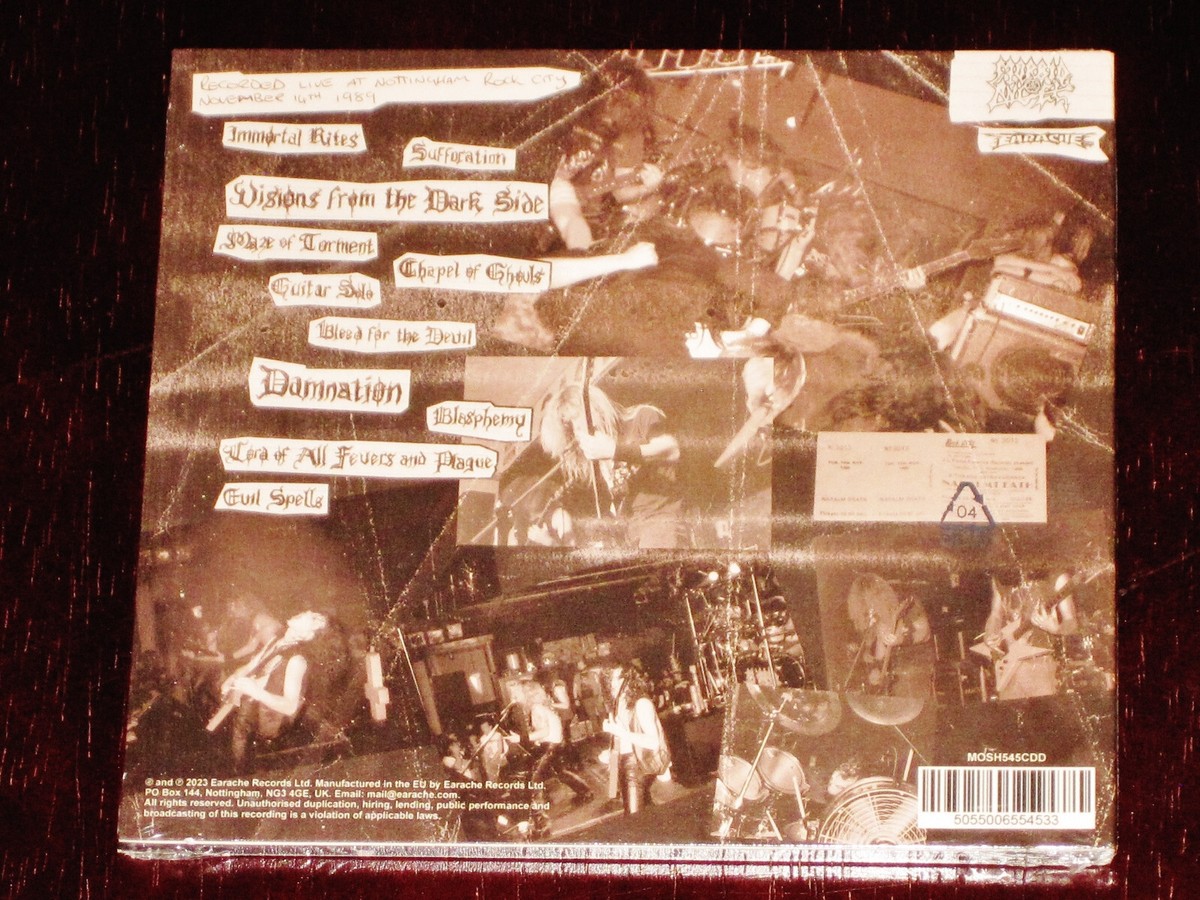 RECORDED LIVE AT NOTTINGHAM ROCK CITY
NOVEMBER 14TH 1989
MORBID ANGEL
EARACHE
Immortal Rites
Suffocation
Visions from the Dark Side
Maze of Torment
Chapel of Ghouls
Guitar Solo
Bleed for the Devil
Damnation
Blasphemy
Lord of All Fevers and Plague
Evil Spells
NAPALM DEATH
04
MOSH545CDD
5055006554533
℗ and © 2023 Earache Records Ltd. Manufactured in the EU by Earache Records Ltd.
PO Box 144, Nottingham, NG3 4GE, UK. Email: mail@earache.com.
All rights reserved. Unauthorised duplication, hiring, lending, public performance and
broadcasting of this recording is a violation of applicable laws.